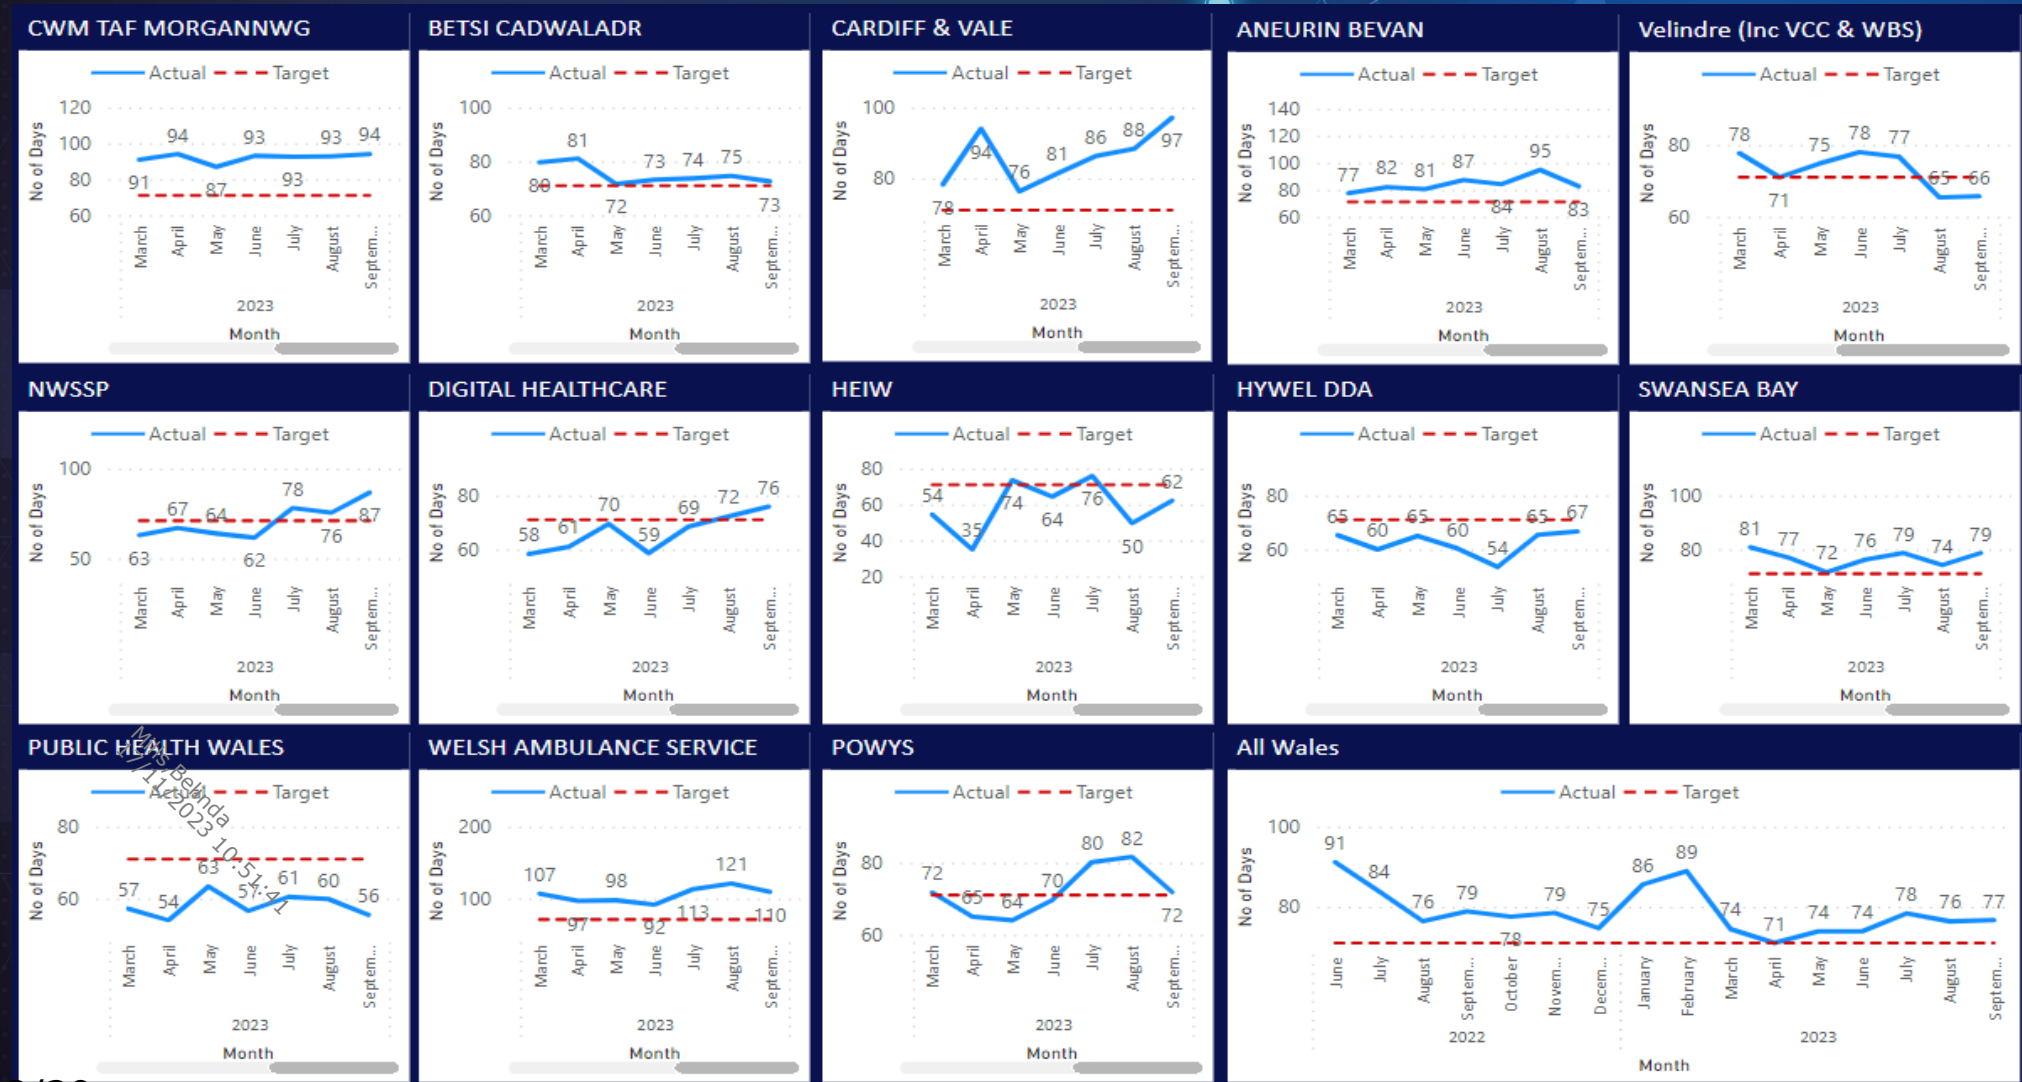 CWM TAF MORGANNWG
Actual Target
No of Days
120
100
80
60
91 94 87 93 93 93 94
March April May June July August Septem...
2023
Month
BETSI CADWALADR
Actual Target
No of Days
100
80
60
80 81 72 73 74 75 73
March April May June July August Septem...
2023
Month
CARDIFF & VALE
Actual Target
No of Days
100
80
78 94 76 81 86 88 97
March April May June July August Septem...
2023
Month
ANEURIN BEVAN
Actual Target
No of Days
140
120
100
80
60
77 82 81 87 84 95 83
March April May June July August Septem...
2023
Month
Velindre (Inc VCC & WBS)
Actual Target
No of Days
80
60
78 71 75 78 77 65 66
March April May June July August Septem...
2023
Month
NWSSP
Actual Target
No of Days
100
50
63 67 64 62 78 76 87
March April May June July August Septem...
2023
Month
DIGITAL HEALTHCARE
Actual Target
No of Days
80
60
58 61 70 59 69 72 76
March April May June July August Septem...
2023
Month
HEIW
Actual Target
No of Days
80
60
40
20
54 35 74 64 76 50 62
March April May June July August Septem...
2023
Month
HYWEL DDA
Actual Target
No of Days
80
60
65 60 65 60 54 65 67
March April May June July August Septem...
2023
Month
SWANSEA BAY
Actual Target
No of Days
100
80
81 77 72 76 79 74 79
March April May June July August Septem...
2023
Month
PUBLIC HEALTH WALES
Actual Target
No of Days
80
60
57 54 63 57 61 60 56
March April May June July August Septem...
2023
Month
WELSH AMBULANCE SERVICE
Actual Target
No of Days
200
100
107 97 98 92 113 121 110
March April May June July August Septem...
2023
Month
POWYS
Actual Target
No of Days
80
60
72 65 64 70 80 82 72
March April May June July August Septem...
2023
Month
All Wales
Actual Target
No of Days
100
80
91 84 76 79 78 79 75 86 89 74 71 74 74 78 76 77
June July August Septem... October Novem... Decem... January February March April May June July August Septem...
2022 2023
Month
Belinda
17/11/2023 10:51:41